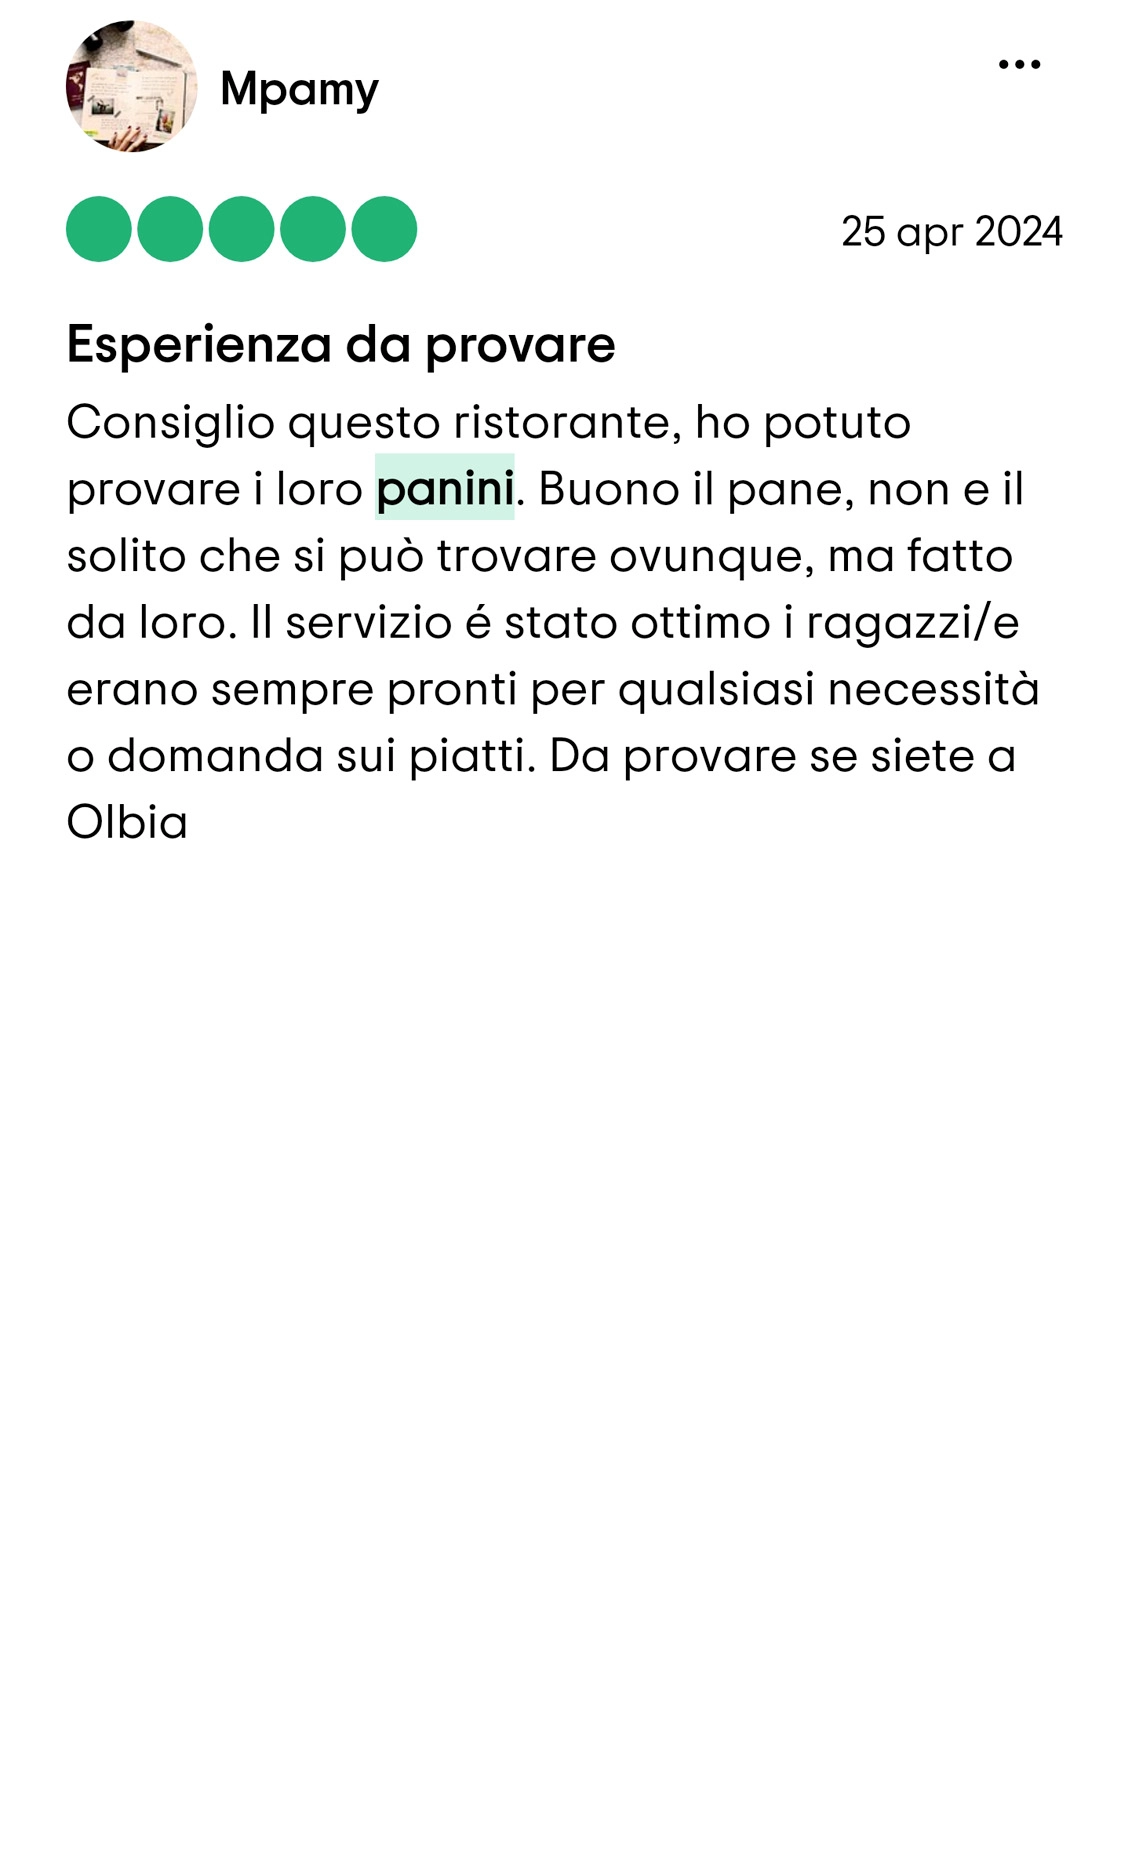 Mpamy
25 apr 2024
Esperienza da provare
Consiglio questo ristorante, ho potuto
provare i loro panini. Buono il pane, non e il
solito che si può trovare ovunque, ma fatto
da loro. Il servizio é stato ottimo i ragazzi/e
erano sempre pronti per qualsiasi necessità
o domanda sui piatti. Da provare se siete a
Olbia